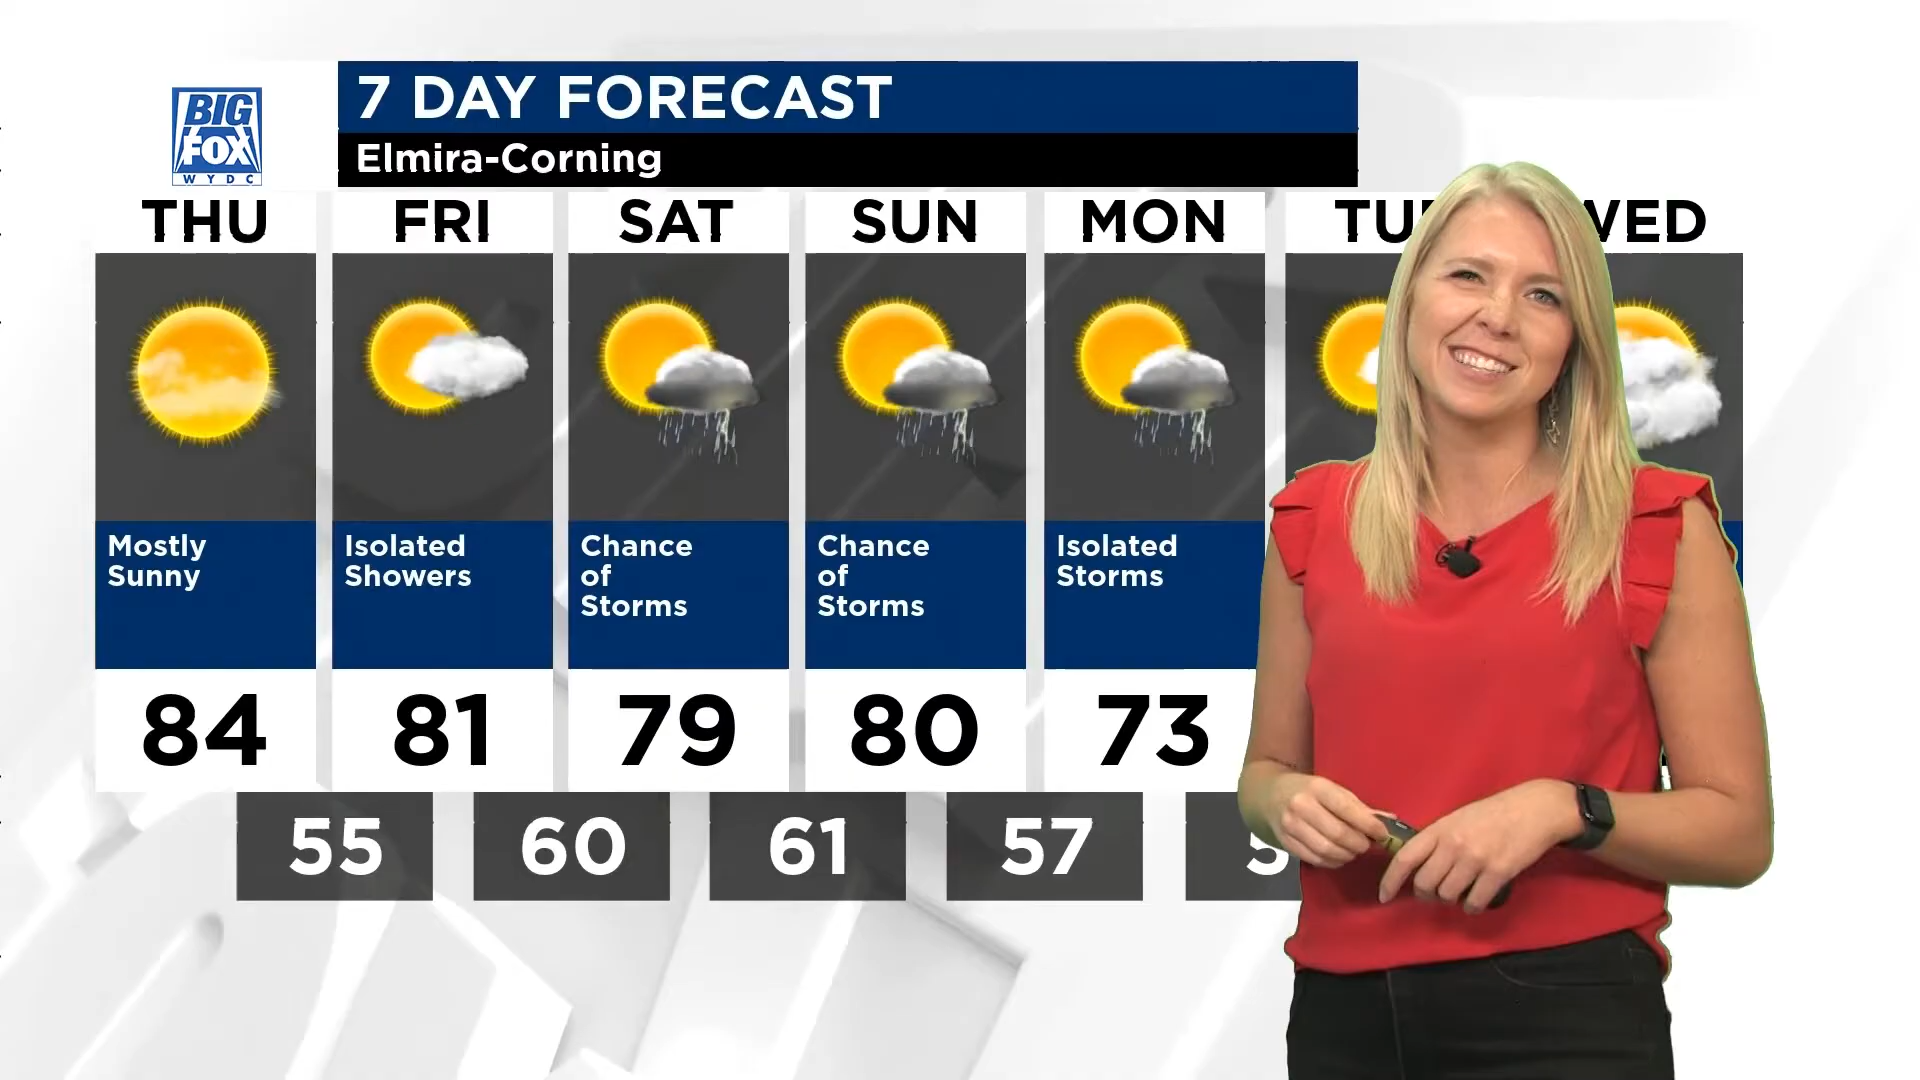 BIG
FOX
WYDC
7 DAY FORECAST
Elmira-Corning
THU FRI SAT SUN MON
Mostly
Sunny
Isolated
Showers
Chance
of
Storms
Chance
of
Storms
Isolated
Storms
84 81 79 80 73
55 60 61 57